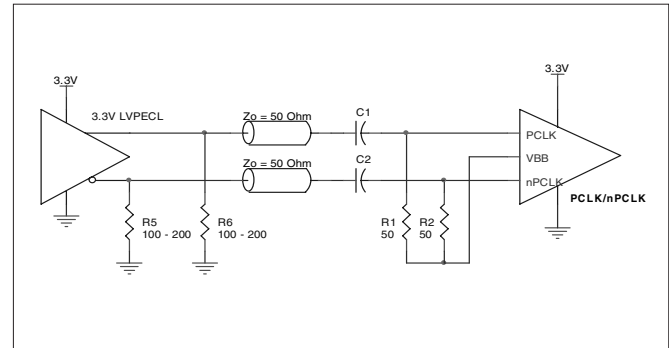 3.3V
3.3V LVPECL
Zo = 50 Ohm
C1
3.3V
PCLK
Zo = 50 Ohm
C2
VBB
nPCLK
PCLK/nPCLK
R5
100 - 200
R6
100 - 200
R1
50
R2
50